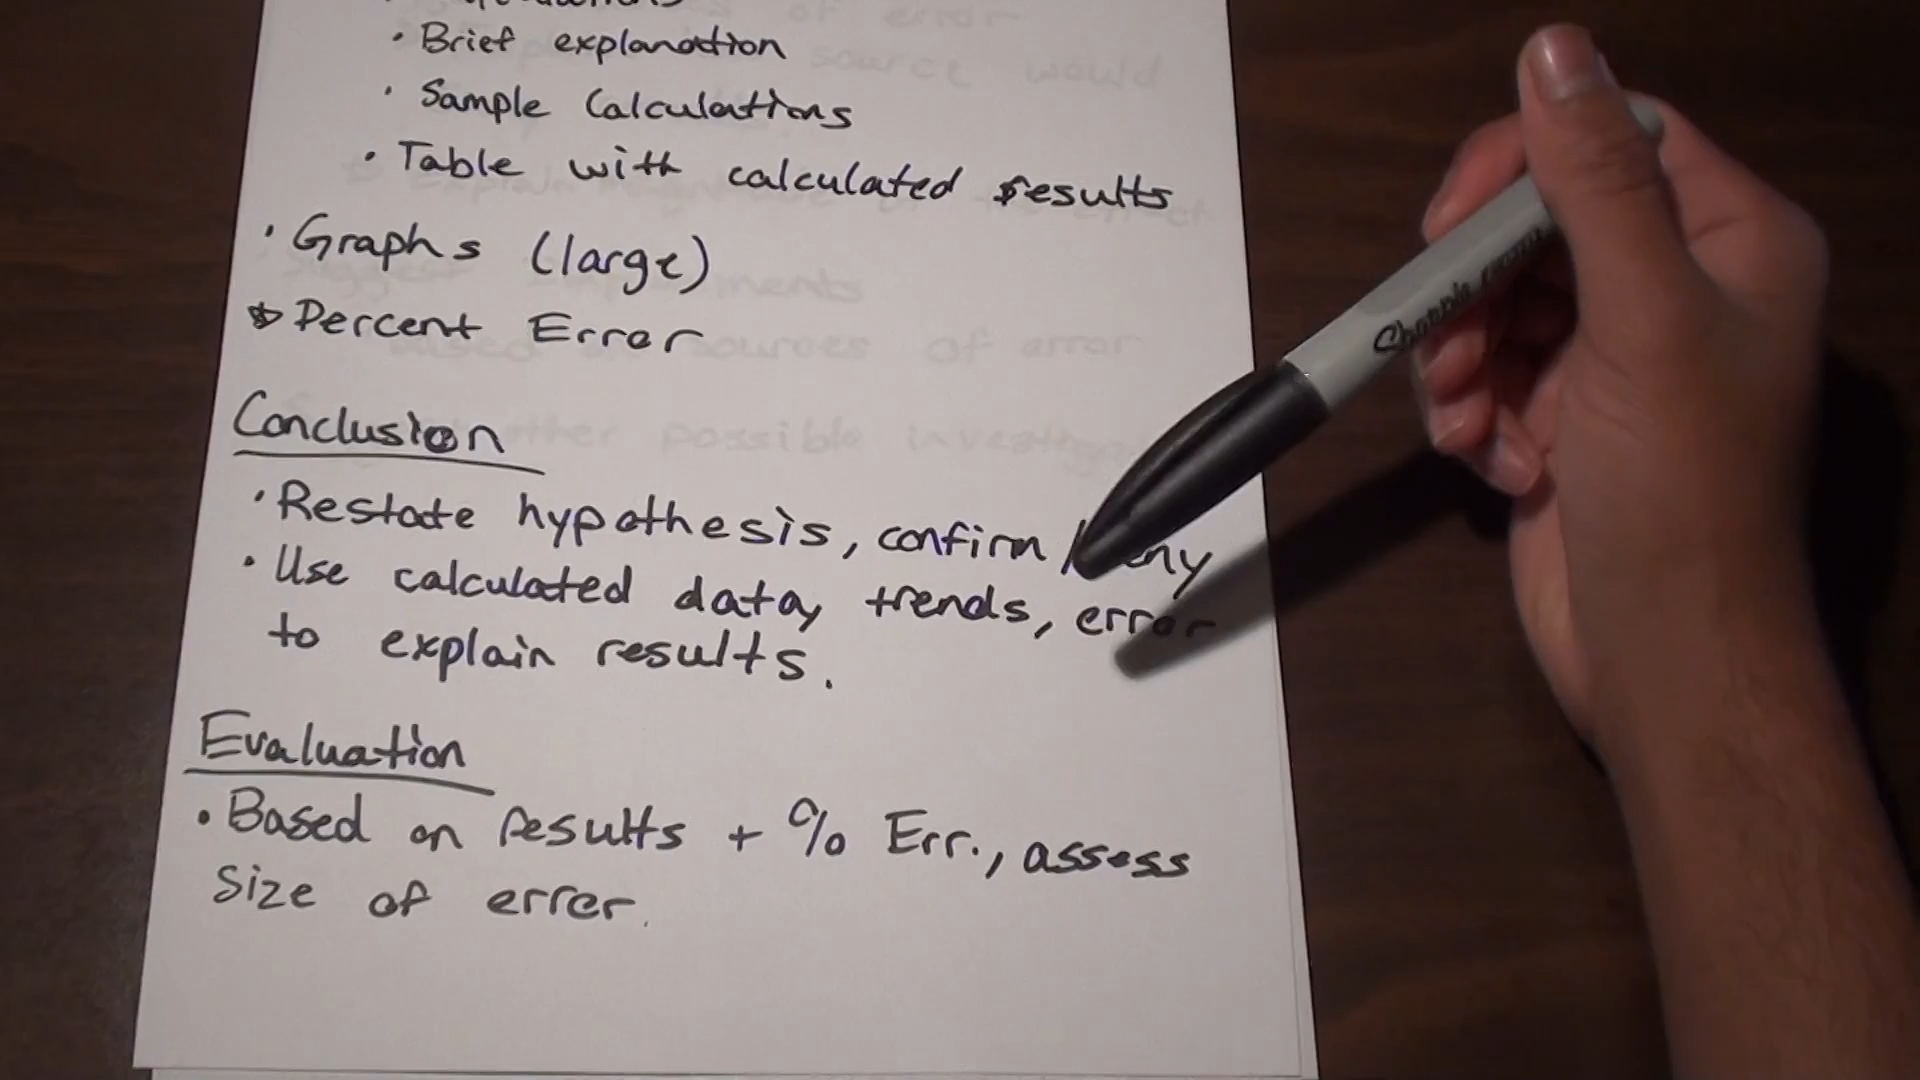 • Brief explanation
• Sample Calculations
• Table with calculated results
• Graphs (large)
Percent Error
Conclusion
• Restate hypothesis, confirm /
• Use calculated data, trends, error
to explain results.
Evaluation
• Based on results + % Err., assess
size of error.